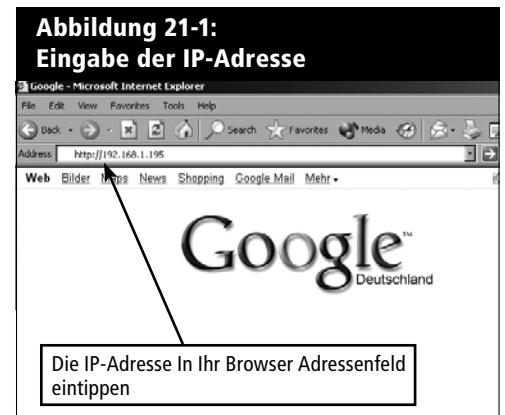 Abbildung 21-1:
Eingabe der IP-Adresse
Google - Microsoft Internet Explorer
File Edit View Favorites Tools Help
Back Search Favorites Media
Address http://192.168.1.195
Web Bilder Maps News Shopping Google Mail Mehr
Google™
Deutschland
Die IP-Adresse In Ihr Browser Adressenfeld
eintippen